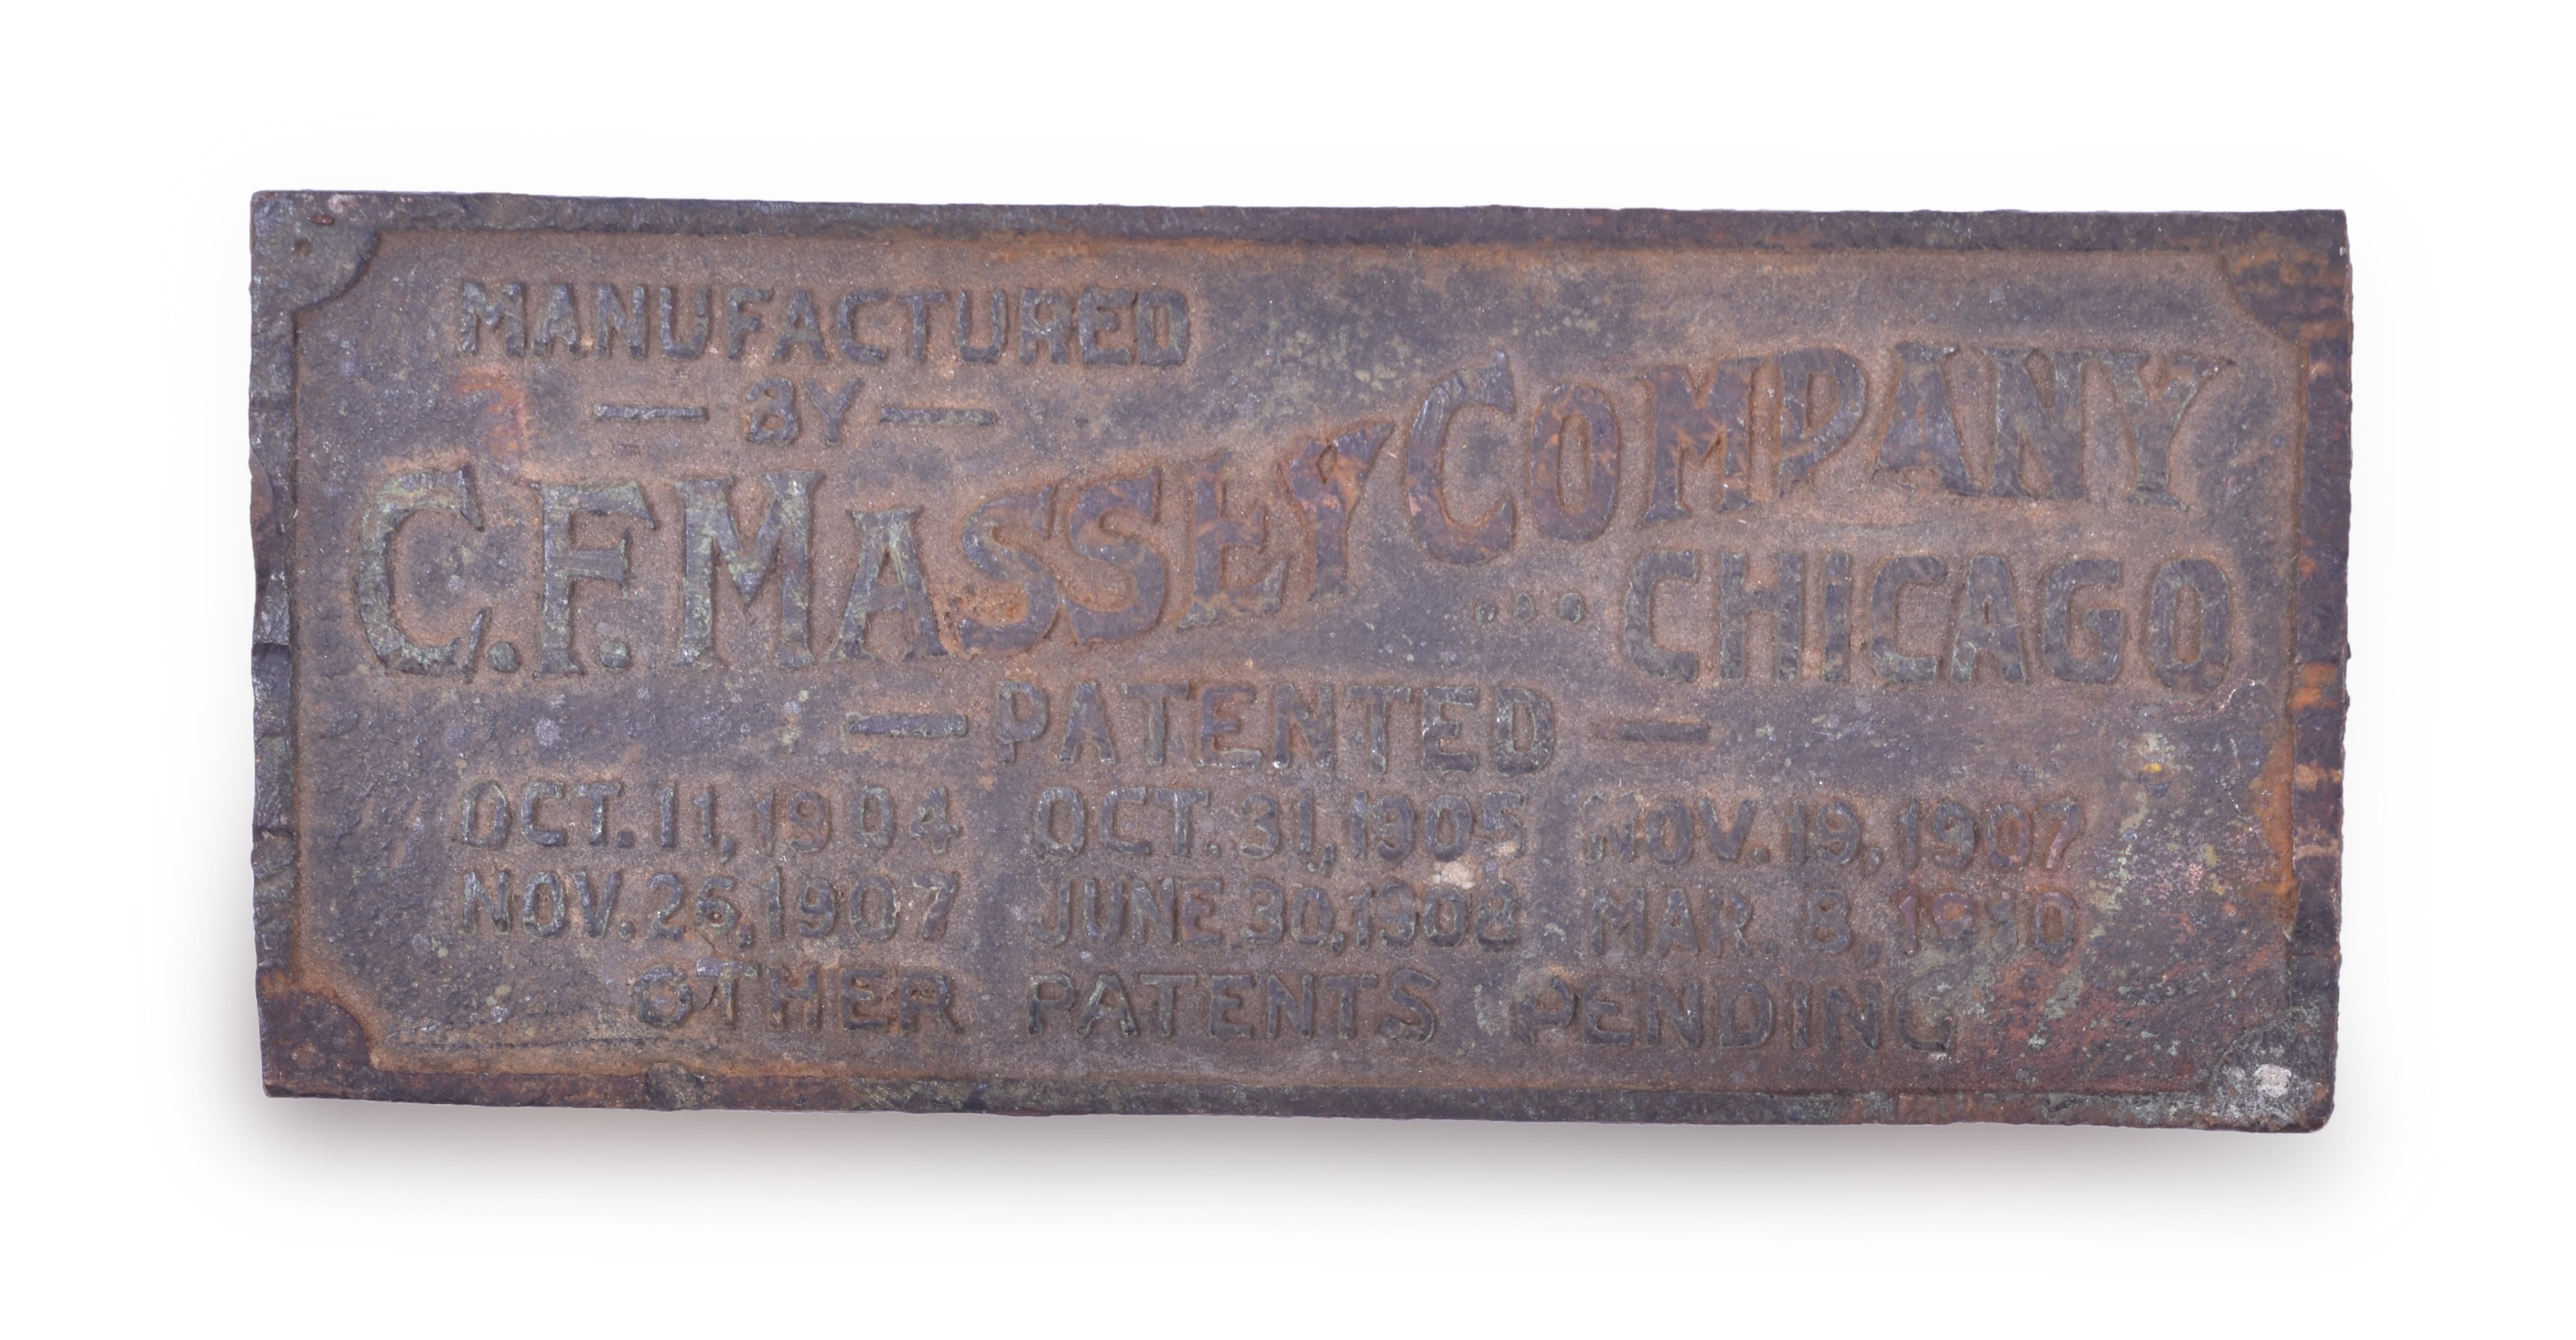 MANUFACTURED
— BY —
C. F. MASSEY COMPANY
... CHICAGO
— PATENTED —
OCT. 11, 1904 OCT. 31, 1905 NOV. 19, 1907
NOV. 26, 1907 JUNE 30, 1908 MAR. 8, 1910
OTHER PATENTS PENDING